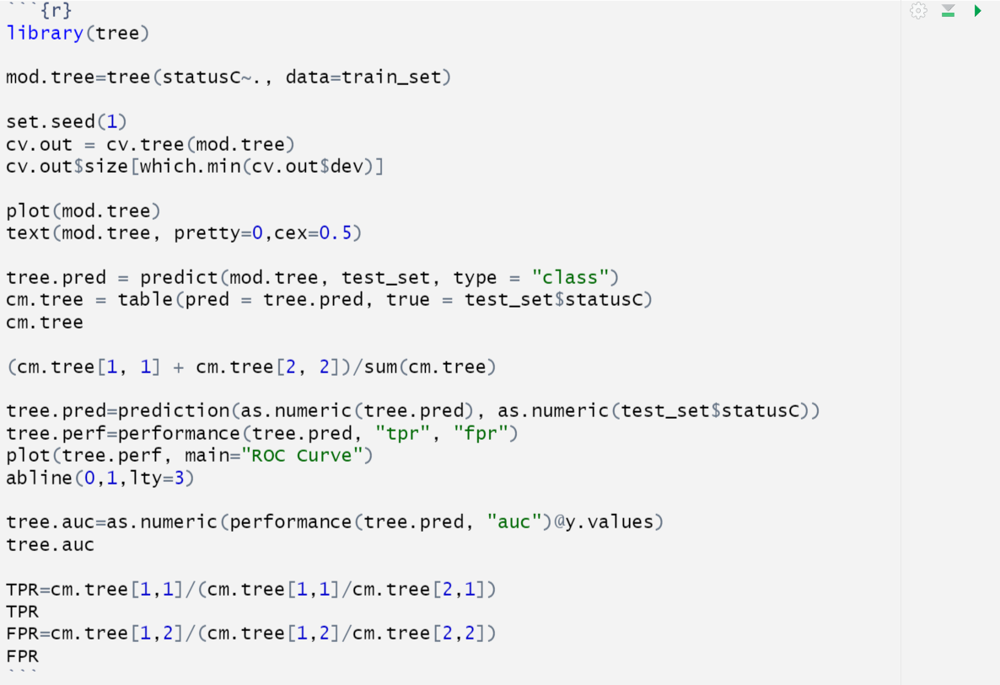 ```{r}
library(tree)
mod.tree=tree(statusC~., data=train_set)
set.seed(1)
cv.out = cv.tree(mod.tree)
cv.out$size[which.min(cv.out$dev)]
plot(mod.tree)
text(mod.tree, pretty=0,cex=0.5)
tree.pred = predict(mod.tree, test_set, type = "class")
cm.tree = table(pred = tree.pred, true = test_set$statusC)
cm.tree
(cm.tree[1, 1] + cm.tree[2, 2])/sum(cm.tree)
tree.pred=prediction(as.numeric(tree.pred), as.numeric(test_set$statusC))
tree.perf=performance(tree.pred, "tpr", "fpr")
plot(tree.perf, main="ROC Curve")
abline(0,1,lty=3)
tree.auc=as.numeric(performance(tree.pred, "auc")@y.values)
tree.auc
TPR=cm.tree[1,1]/(cm.tree[1,1]/cm.tree[2,1])
TPR
FPR=cm.tree[1,2]/(cm.tree[1,2]/cm.tree[2,2])
FPR
```